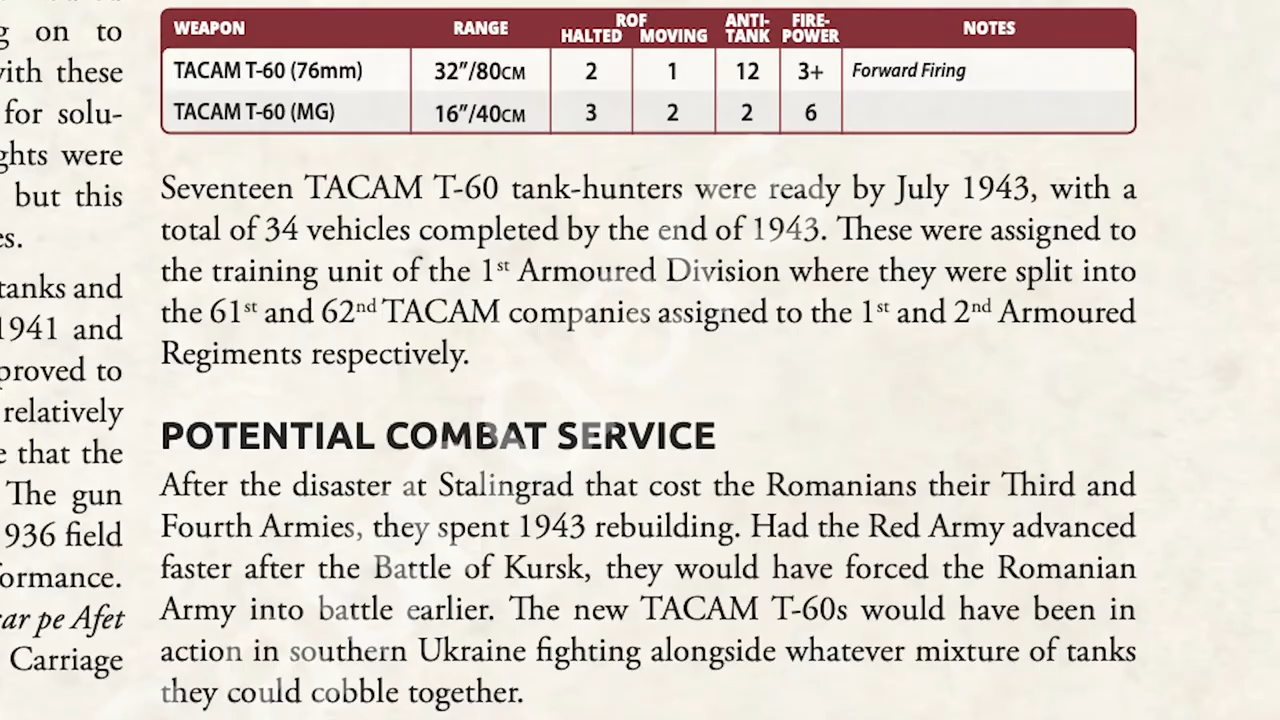 g on to
with these
for solu-
ghts were
but this
es.
tanks and
1941 and
proved to
relatively
e that the
The gun
936 field
ormance.
car pe Afet
Carriage
WEAPON RANGE ROF HALTED MOVING ANTI-TANK FIRE-POWER NOTES
TACAM T-60 (76mm) 32”/80CM 2 1 12 3+ Forward Firing
TACAM T-60 (MG) 16”/40CM 3 2 2 6
Seventeen TACAM T-60 tank-hunters were ready by July 1943, with a
total of 34 vehicles completed by the end of 1943. These were assigned to
the training unit of the 1st Armoured Division where they were split into
the 61st and 62nd TACAM companies assigned to the 1st and 2nd Armoured
Regiments respectively.
POTENTIAL COMBAT SERVICE
After the disaster at Stalingrad that cost the Romanians their Third and
Fourth Armies, they spent 1943 rebuilding. Had the Red Army advanced
faster after the Battle of Kursk, they would have forced the Romanian
Army into battle earlier. The new TACAM T-60s would have been in
action in southern Ukraine fighting alongside whatever mixture of tanks
they could cobble together.